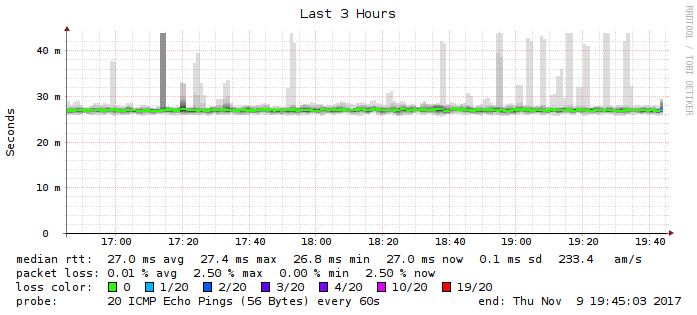 Last 3 Hours
RRDTOOL / TOBI OETIKER
Seconds
40 m
30 m
20 m
10 m
0
17:00 17:20 17:40 18:00 18:20 18:40 19:00 19:20 19:40
median rtt: 27.0 ms avg 27.4 ms max 26.8 ms min 27.0 ms now 0.1 ms sd 233.4 am/s
packet loss: 0.01 % avg 2.50 % max 0.00 % min 2.50 % now
loss color: 0 1/20 2/20 3/20 4/20 10/20 19/20
probe: 20 ICMP Echo Pings (56 Bytes) every 60s end: Thu Nov 9 19:45:03 2017